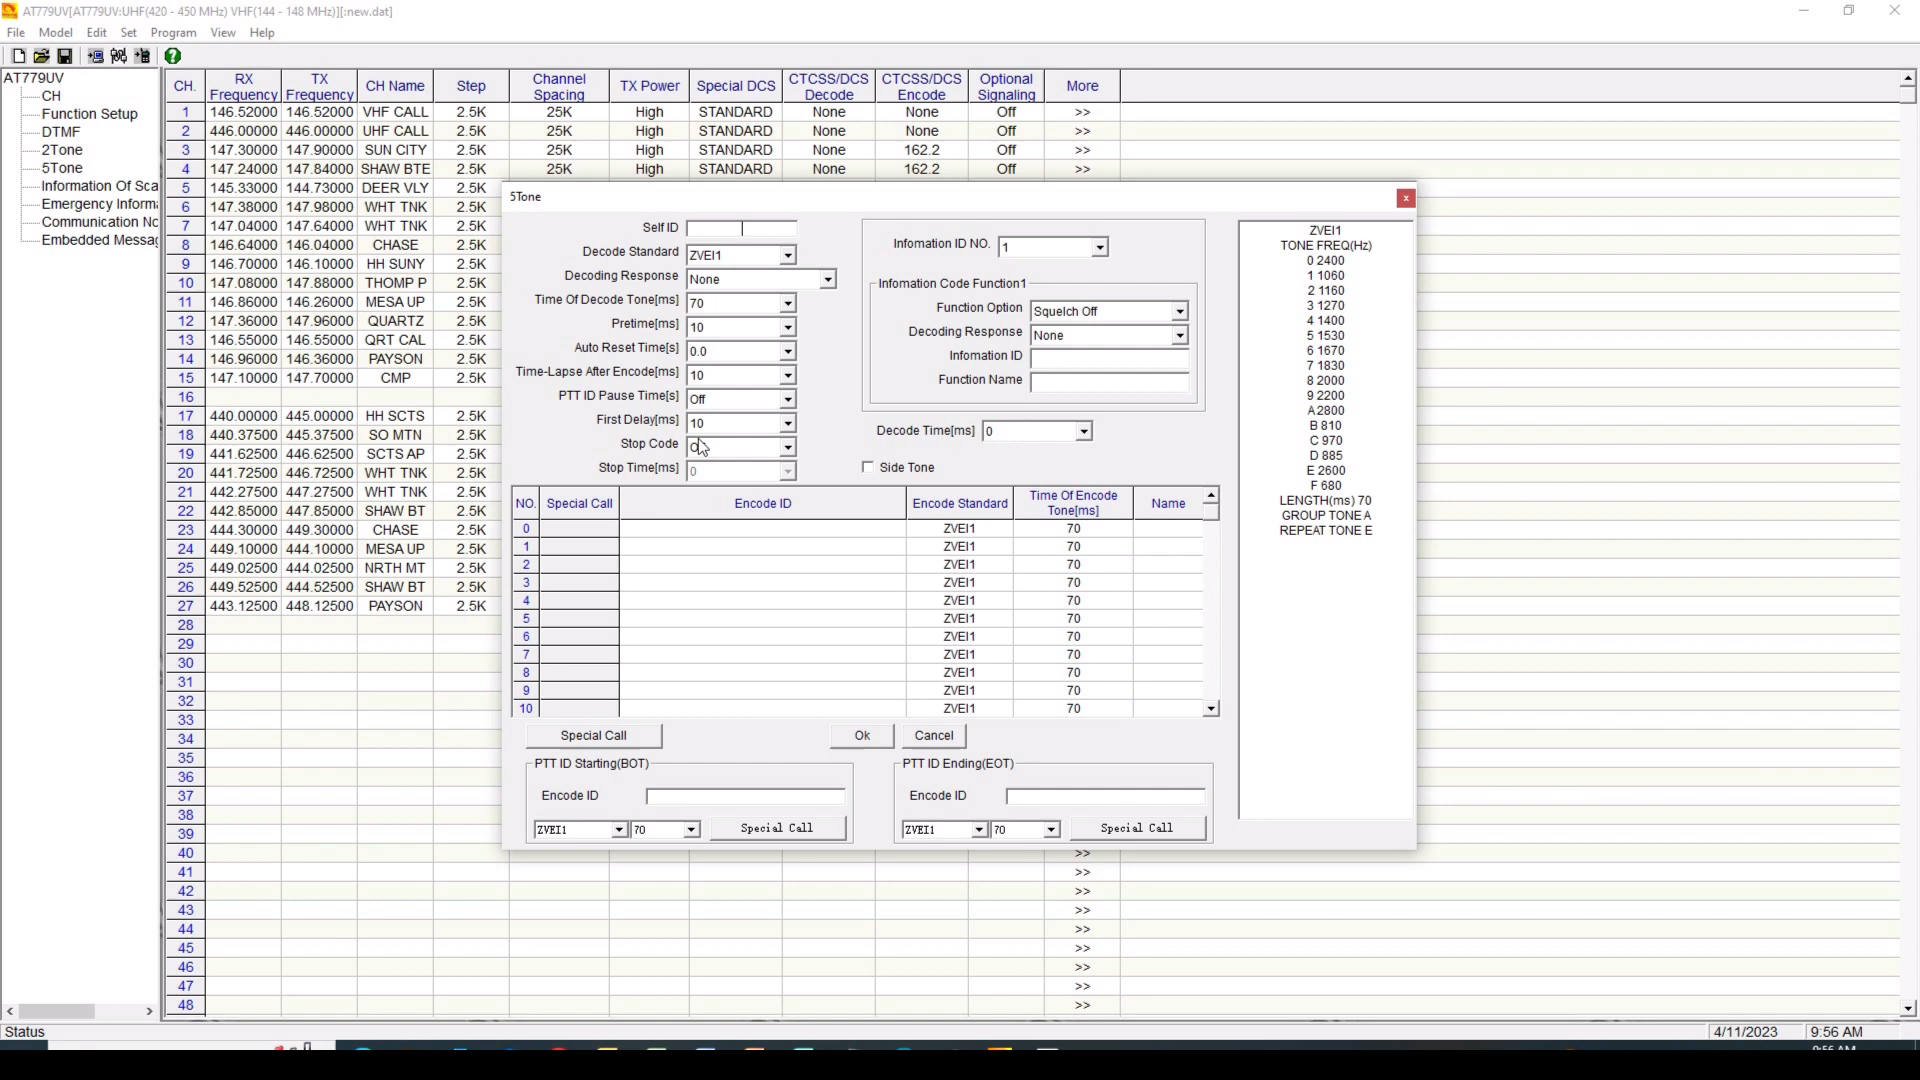 AT779UV[AT779UV:UHF(420 - 450 MHz) VHF(144 - 148 MHz)][:new.dat]
File Model Edit Set Program View Help
AT779UV
CH
Function Setup
DTMF
2Tone
5Tone
Information Of Sca
Emergency Informa
Communication No
Embedded Messag
CH. RX Frequency TX Frequency CH Name Step Channel Spacing TX Power Special DCS CTCSS/DCS Decode CTCSS/DCS Encode Optional Signaling More
1 146.52000 146.52000 VHF CALL 2.5K 25K High STANDARD None None Off >>
2 446.00000 446.00000 UHF CALL 2.5K 25K High STANDARD None None Off >>
3 147.30000 147.90000 SUN CITY 2.5K 25K High STANDARD None 162.2 Off >>
4 147.24000 147.84000 SHAW BTE 2.5K 25K High STANDARD None 162.2 Off >>
5 145.33000 144.73000 DEER VLY 2.5K
6 147.38000 147.98000 WHT TNK 2.5K
7 147.04000 147.64000 WHT TNK 2.5K
8 146.64000 146.04000 CHASE 2.5K
9 146.70000 146.10000 HH SUNY 2.5K
10 147.08000 147.88000 THOMP P 2.5K
11 146.86000 146.26000 MESA UP 2.5K
12 147.36000 147.96000 QUARTZ 2.5K
13 146.55000 146.55000 QRT CAL 2.5K
14 146.96000 146.36000 PAYSON 2.5K
15 147.10000 147.70000 CMP 2.5K
16
17 440.00000 445.00000 HH SCTS 2.5K
18 440.37500 445.37500 SO MTN 2.5K
19 441.62500 446.62500 SCTS AP 2.5K
20 441.72500 446.72500 WHT TNK 2.5K
21 442.27500 447.27500 WHT TNK 2.5K
22 442.85000 447.85000 SHAW BT 2.5K
23 444.30000 449.30000 CHASE 2.5K
24 449.10000 444.10000 MESA UP 2.5K
25 449.02500 444.02500 NRTH MT 2.5K
26 449.52500 444.52500 SHAW BT 2.5K
27 443.12500 448.12500 PAYSON 2.5K
28
29
30
31
32
33
34
35
36
37
38
39
40 >>
41 >>
42 >>
43 >>
44 >>
45 >>
46 >>
47 >>
48 >>
5Tone
Self ID
Decode Standard ZVEI1
Decoding Response None
Time Of Decode Tone[ms] 70
Pretime[ms] 10
Auto Reset Time[s] 0.0
Time-Lapse After Encode[ms] 10
PTT ID Pause Time[s] Off
First Delay[ms] 10
Stop Code
Stop Time[ms] 0
Infomation ID NO. 1
Infomation Code Function1
Function Option Squelch Off
Decoding Response None
Infomation ID
Function Name
Decode Time[ms] 0
Side Tone
NO. Special Call Encode ID Encode Standard Time Of Encode Tone[ms] Name
0 ZVEI1 70
1 ZVEI1 70
2 ZVEI1 70
3 ZVEI1 70
4 ZVEI1 70
5 ZVEI1 70
6 ZVEI1 70
7 ZVEI1 70
8 ZVEI1 70
9 ZVEI1 70
10 ZVEI1 70
Special Call Ok Cancel
PTT ID Starting(BOT)
Encode ID
ZVEI1 70 Special Call
PTT ID Ending(EOT)
Encode ID
ZVEI1 70 Special Call
ZVEI1
TONE FREQ(Hz)
0 2400
1 1060
2 1160
3 1270
4 1400
5 1530
6 1670
7 1830
8 2000
9 2200
A 2800
B 810
C 970
D 885
E 2600
F 680
LENGTH(ms) 70
GROUP TONE A
REPEAT TONE E
Status 4/11/2023 9:56 AM